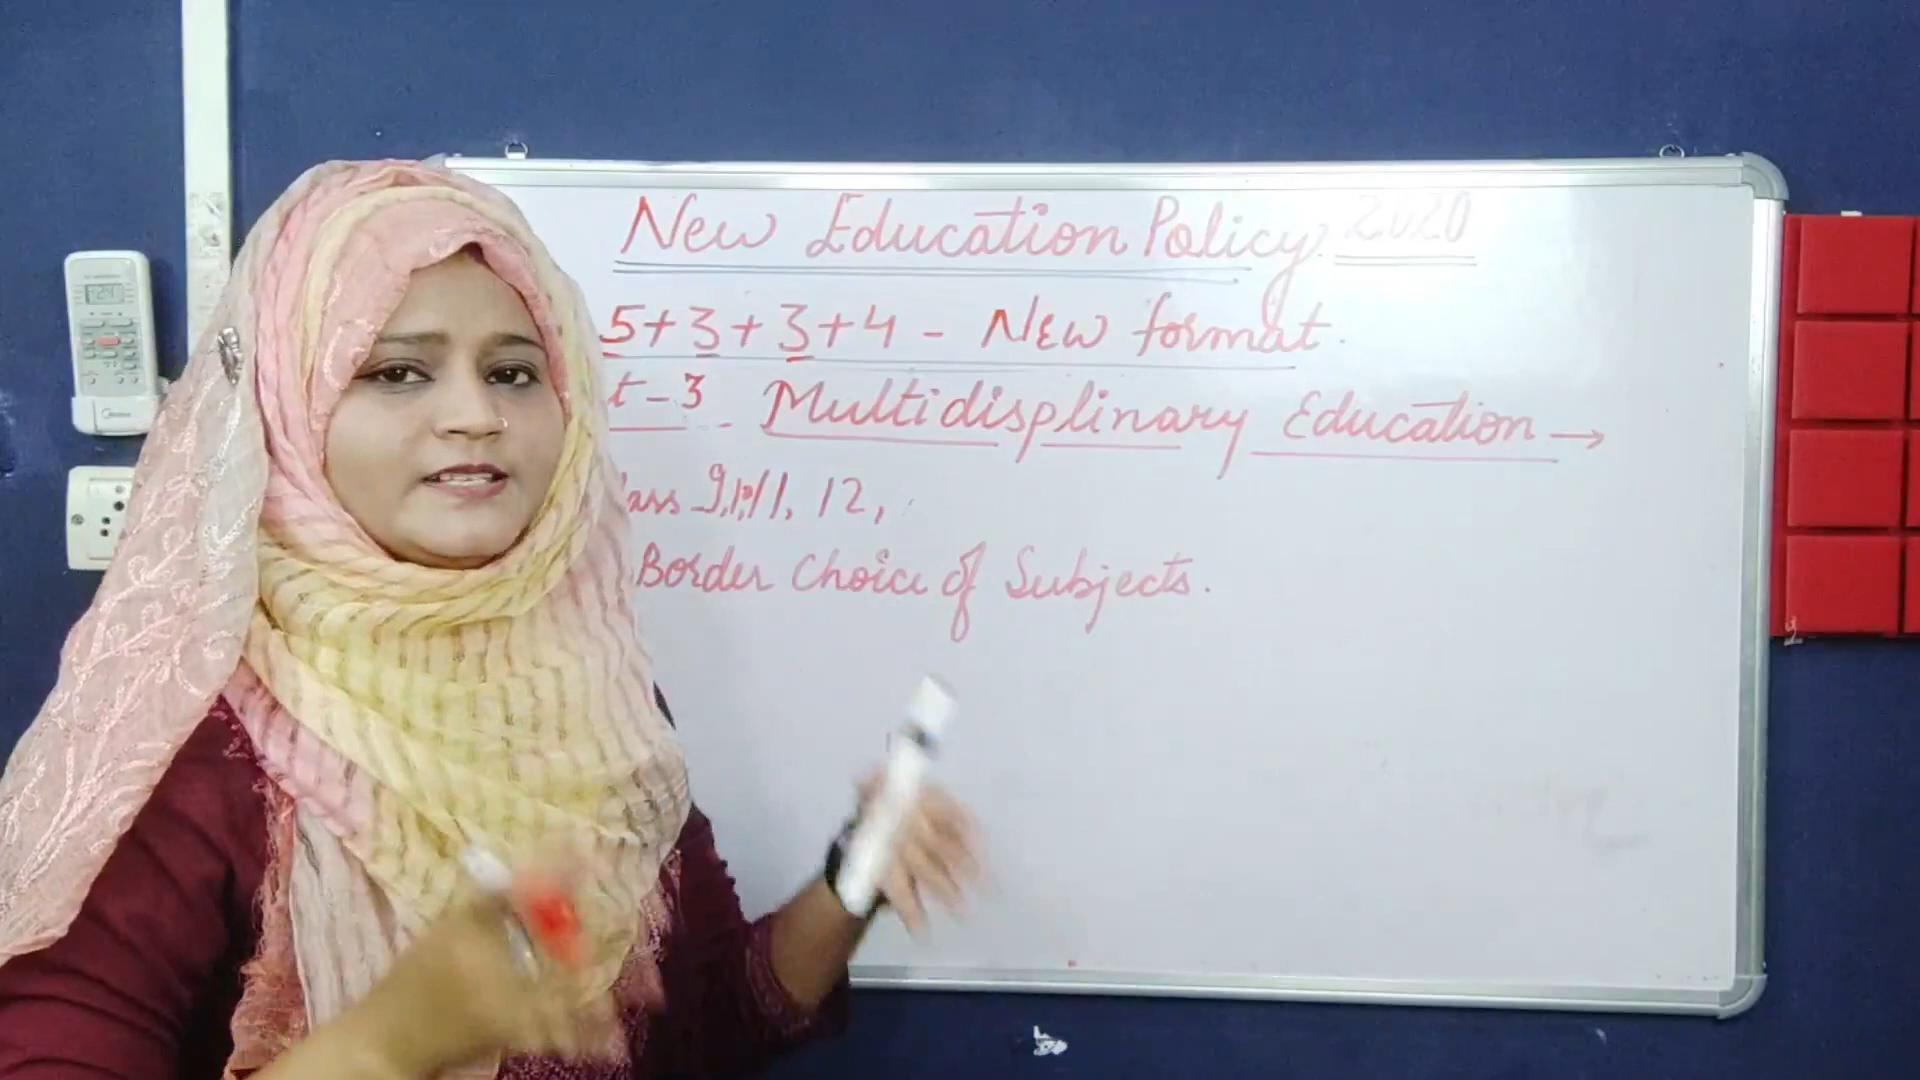 New Education Policy 2020
5+3+3+4 - New format.
t-3 Multidisplinary Education →
lass 9,10,11, 12,
Border Choice of Subjects.